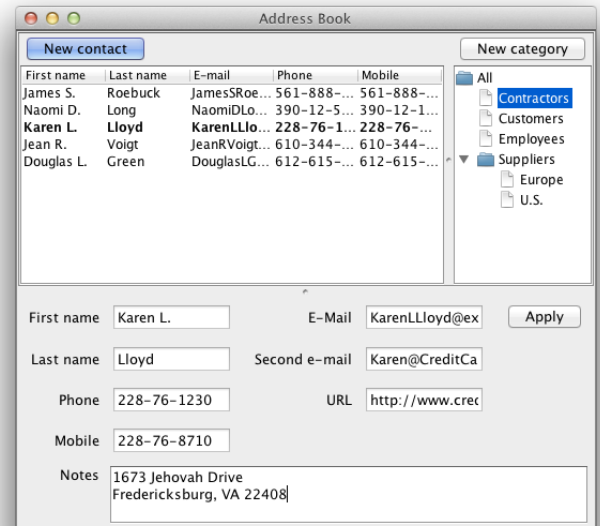 Address Book
New contact
New category
First name Last name E-mail Phone Mobile
James S. Roebuck JamesSRoe... 561-888-... 561-888-...
Naomi D. Long NaomiDLo... 390-12-5... 390-12-1...
Karen L. Lloyd KarenLLlo... 228-76-1... 228-76-...
Jean R. Voigt JeanRVoigt... 610-344-... 610-344-...
Douglas L. Green DouglasLG... 612-615-... 612-615-...
All
Contractors
Customers
Employees
Suppliers
Europe
U.S.
First name Karen L. E-Mail KarenLLloyd@ex Apply
Last name Lloyd Second e-mail Karen@CreditCa
Phone 228-76-1230 URL http://www.cred
Mobile 228-76-8710
Notes 1673 Jehovah Drive
Fredericksburg, VA 22408